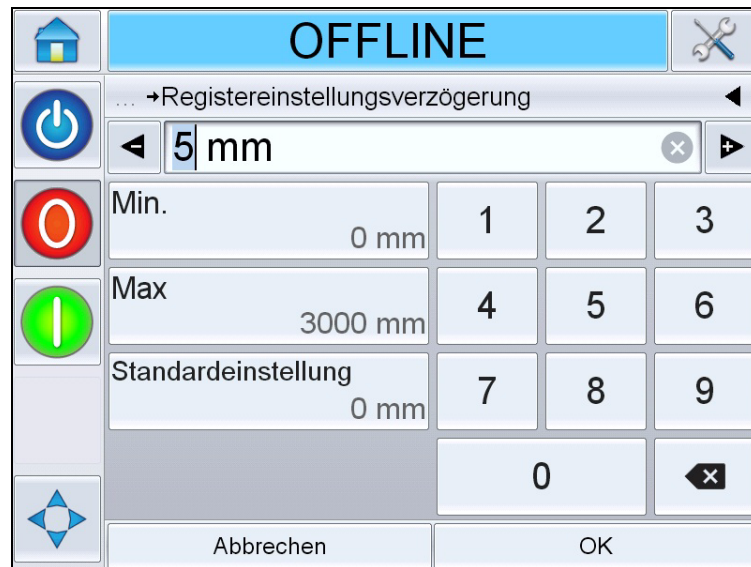 OFFLINE
... →Registereinstellungsverzögerung
5 mm
Min.
0 mm
1 2 3
Max
3000 mm
4 5 6
Standardeinstellung
0 mm
7 8 9
0
Abbrechen OK